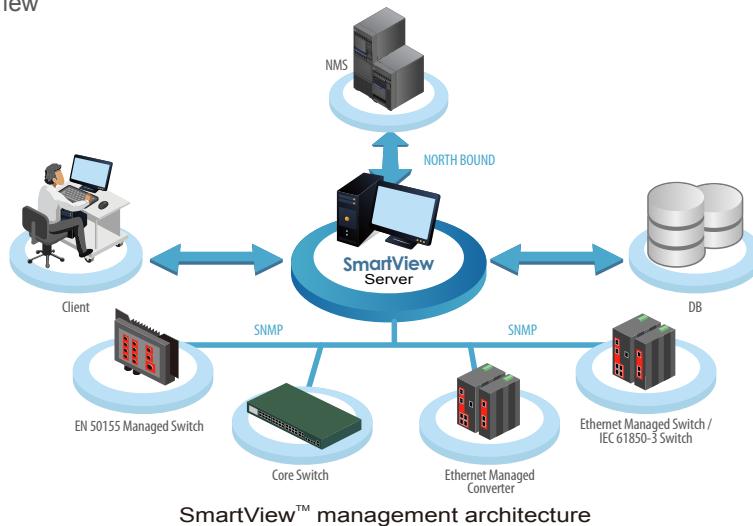 NMS
NORTH BOUND
SmartView
Server
Client
DB
SNMP
SNMP
EN 50155 Managed Switch
Core Switch
Ethernet Managed
Converter
Ethernet Managed Switch /
IEC 61850-3 Switch
SmartView™ management architecture